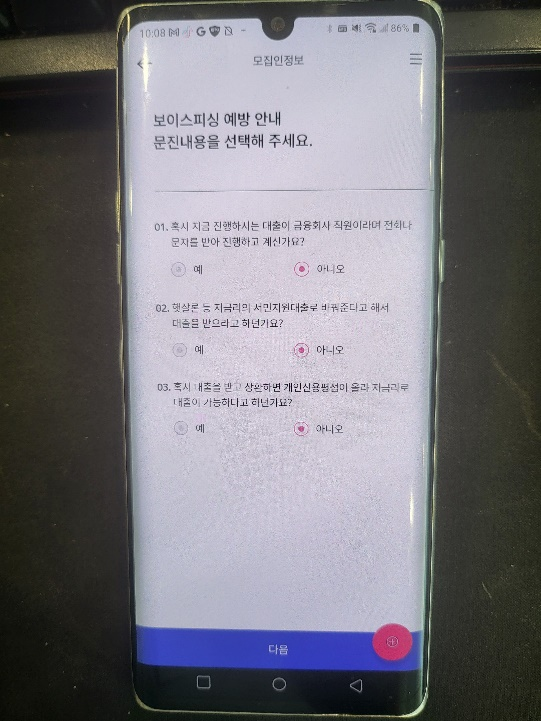 10:08 86%
모집인정보
보이스피싱 예방 안내
문진내용을 선택해 주세요.
01. 혹시 지금 진행하시는 대출이 금융회사 직원이라며 전화나
문자를 받아 진행하고 계신가요?
예 아니오
02. 햇살론 등 저금리의 서민지원대출로 바꿔준다고 해서
대출을 받으라고 하던가요?
예 아니오
03. 혹시 대출을 받고 상환하면 개인신용평점이 올라 저금리로
대출이 가능하다고 하던가요?
예 아니오
다음